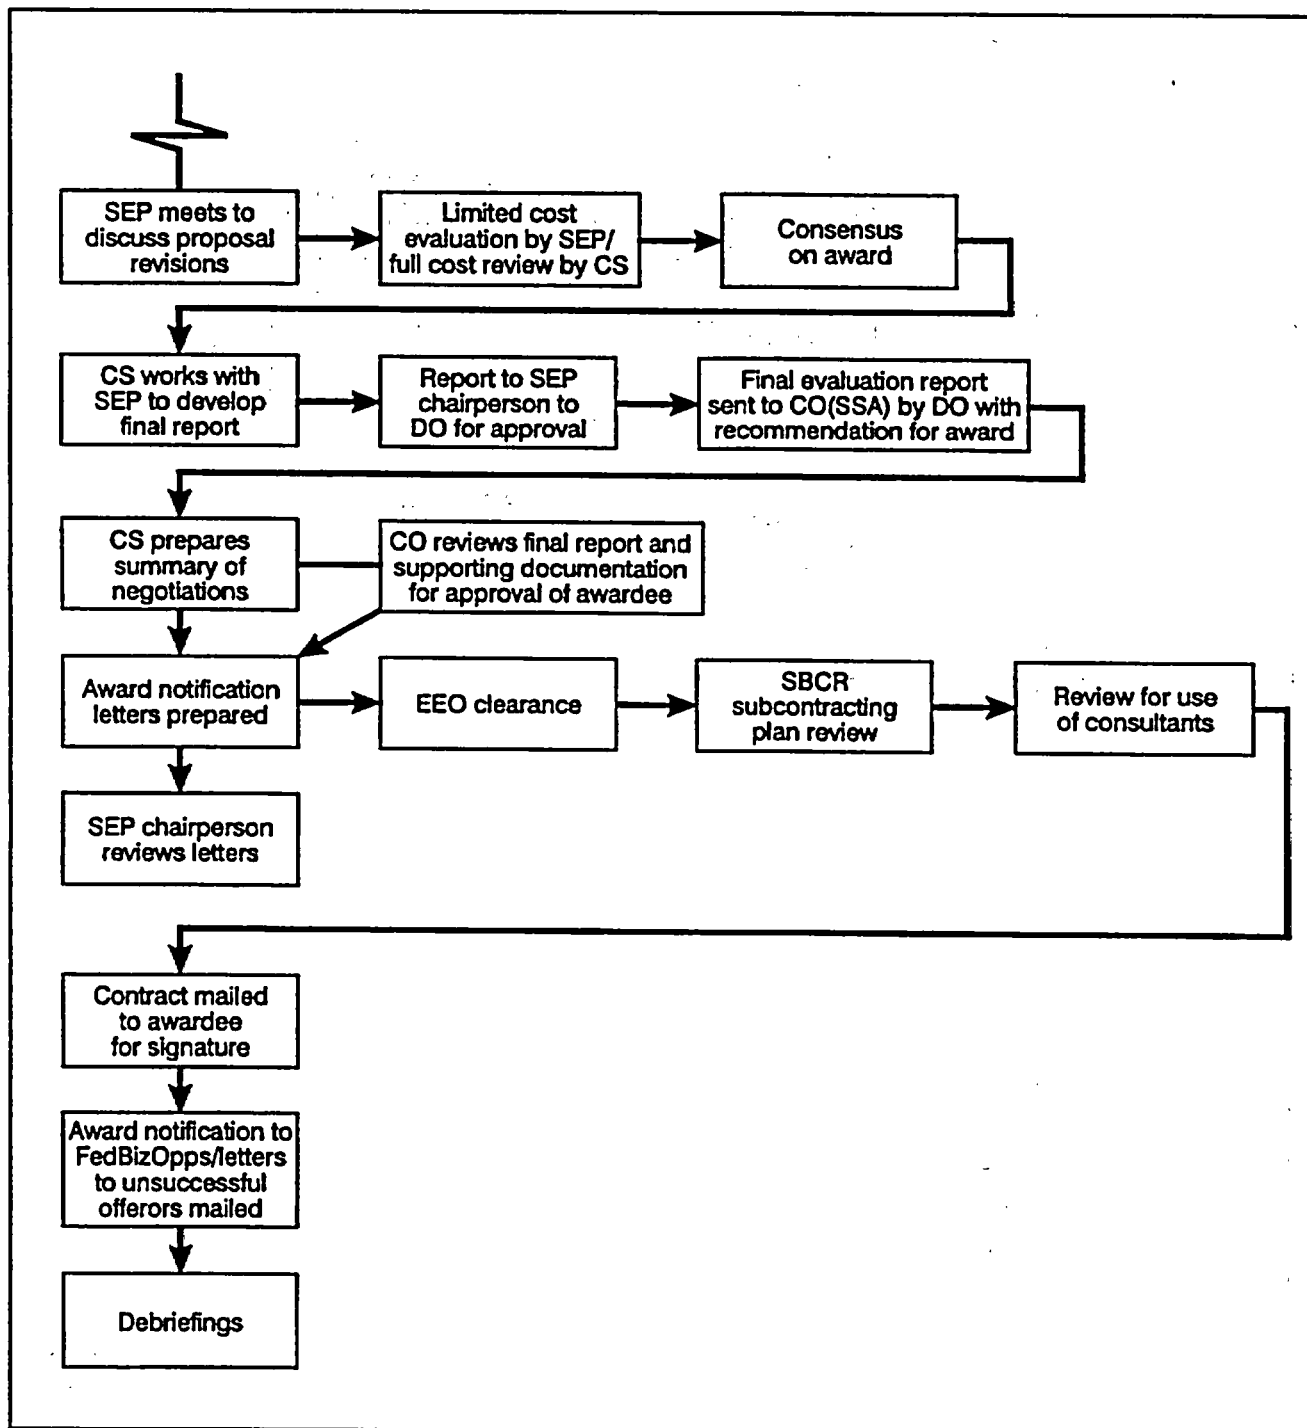 SEP meets to
discuss proposal
revisions
Limited cost
evaluation by SEP/
full cost review by CS
Consensus
on award
CS works with
SEP to develop
final report
Report to SEP
chairperson to
DO for approval
Final evaluation report
sent to CO(SSA) by DO with
recommendation for award
CS prepares
summary of
negotiations
CO reviews final report and
supporting documentation
for approval of awardee
Award notification
letters prepared
EEO clearance
SBCR
subcontracting
plan review
Review for use
of consultants
SEP chairperson
reviews letters
Contract mailed
to awardee
for signature
Award notification to
FedBizOpps/letters
to unsuccessful
offerors mailed
Debriefings